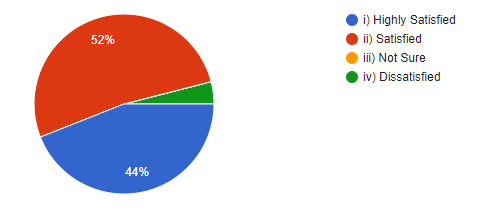 52%
44%
i) Highly Satisfied
ii) Satisfied
iii) Not Sure
iv) Dissatisfied